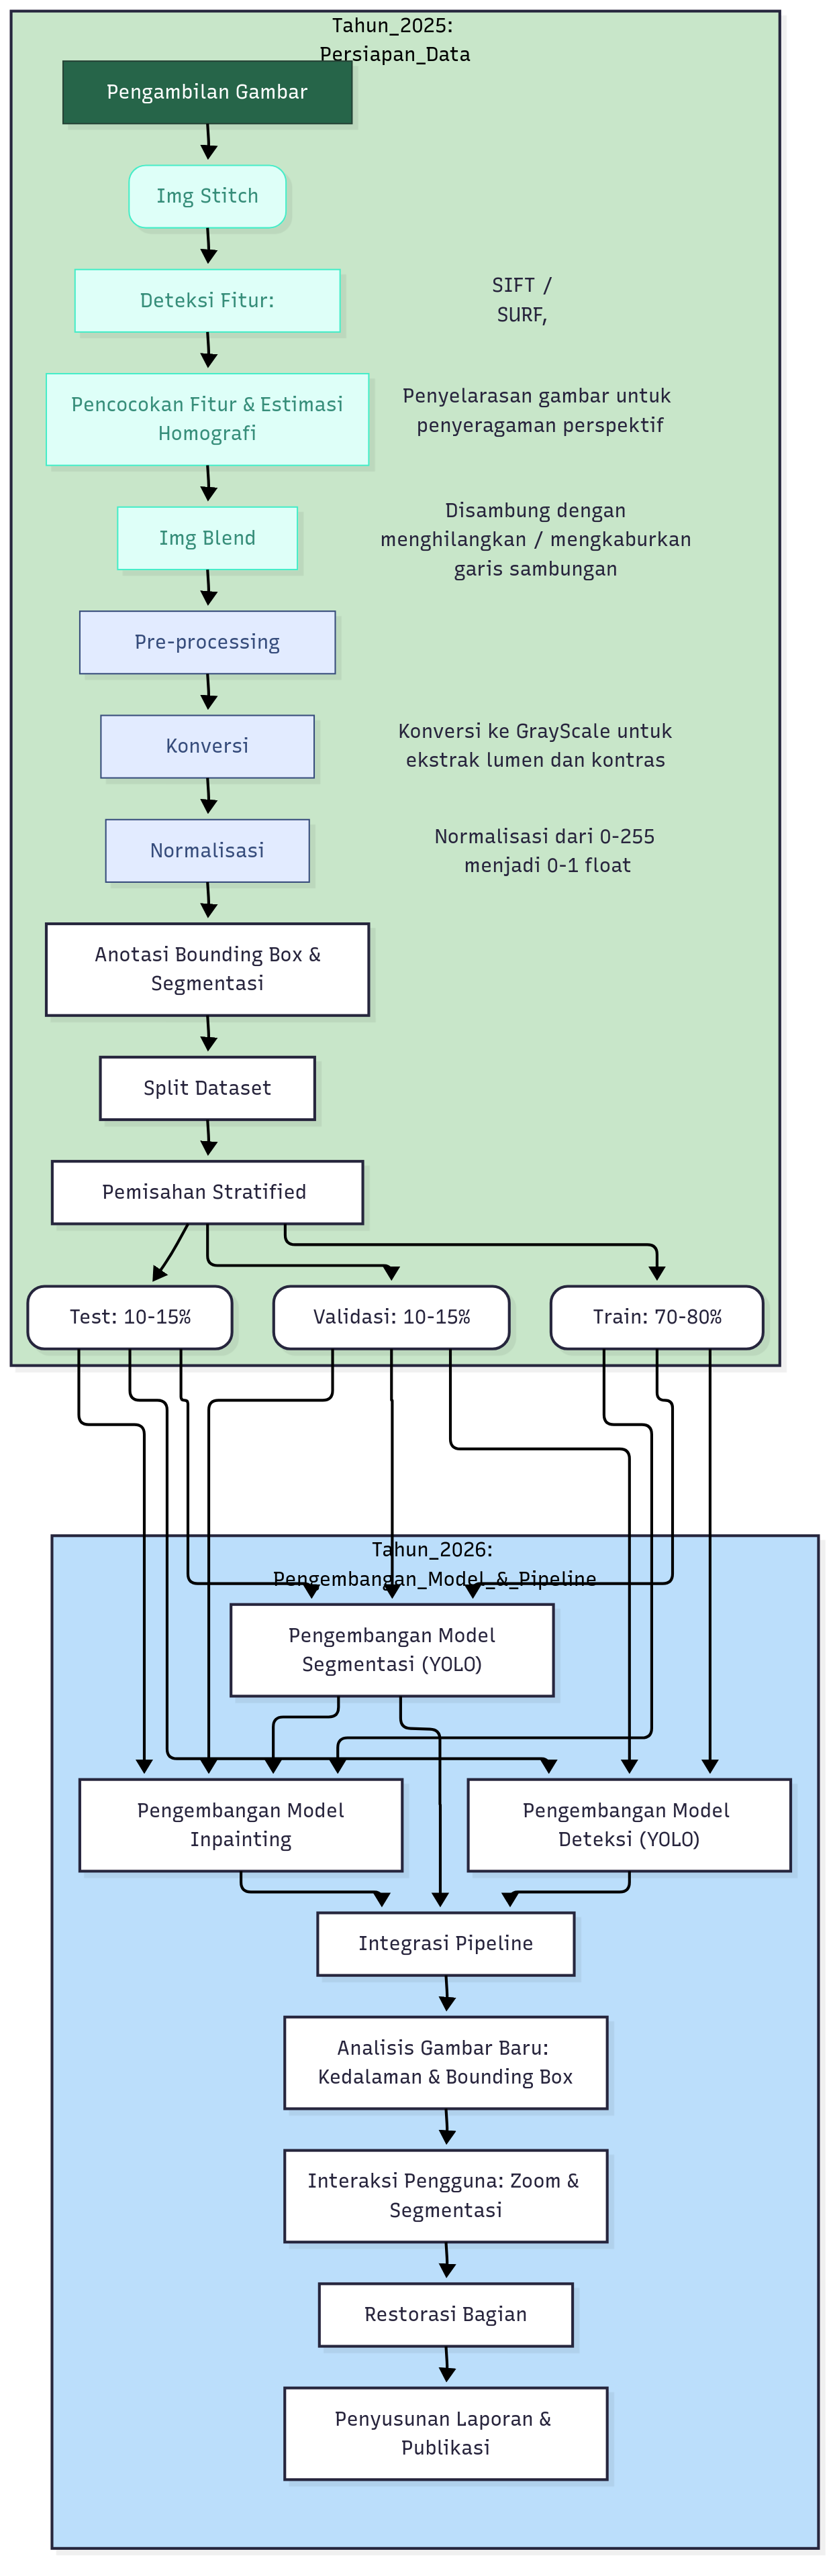 Tahun_2025:
Persiapan_Data
Pengambilan Gambar
Img Stitch
Deteksi Fitur:
SIFT /
SURF,
Pencocokan Fitur & Estimasi
Homografi
Penyelarasan gambar untuk
penyeragaman perspektif
Img Blend
Disambung dengan
menghilangkan / mengkaburkan
garis sambungan
Pre-processing
Konversi
Konversi ke GrayScale untuk
ekstrak lumen dan kontras
Normalisasi
Normalisasi dari 0-255
menjadi 0-1 float
Anotasi Bounding Box &
Segmentasi
Split Dataset
Pemisahan Stratified
Test: 10-15%
Validasi: 10-15%
Train: 70-80%
Tahun_2026:
Pengembangan_Model_&_Pipeline
Pengembangan Model
Segmentasi (YOLO)
Pengembangan Model
Inpainting
Pengembangan Model
Deteksi (YOLO)
Integrasi Pipeline
Analisis Gambar Baru:
Kedalaman & Bounding Box
Interaksi Pengguna: Zoom &
Segmentasi
Restorasi Bagian
Penyusunan Laporan &
Publikasi